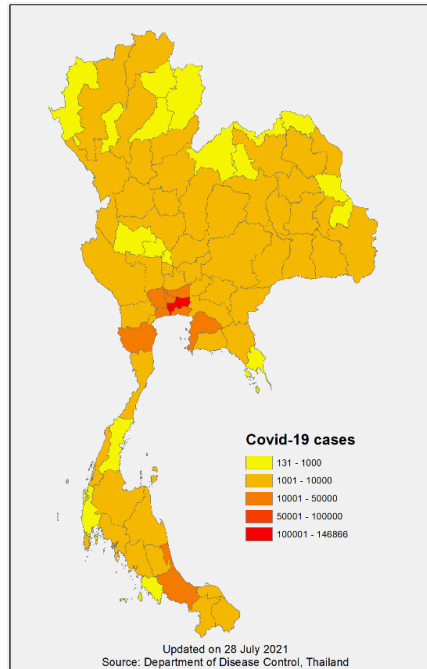 Covid-19 cases
131 - 1000
1001 - 10000
10001 - 50000
50001 - 100000
100001 - 146866
Updated on 28 July 2021
Source: Department of Disease Control, Thailand